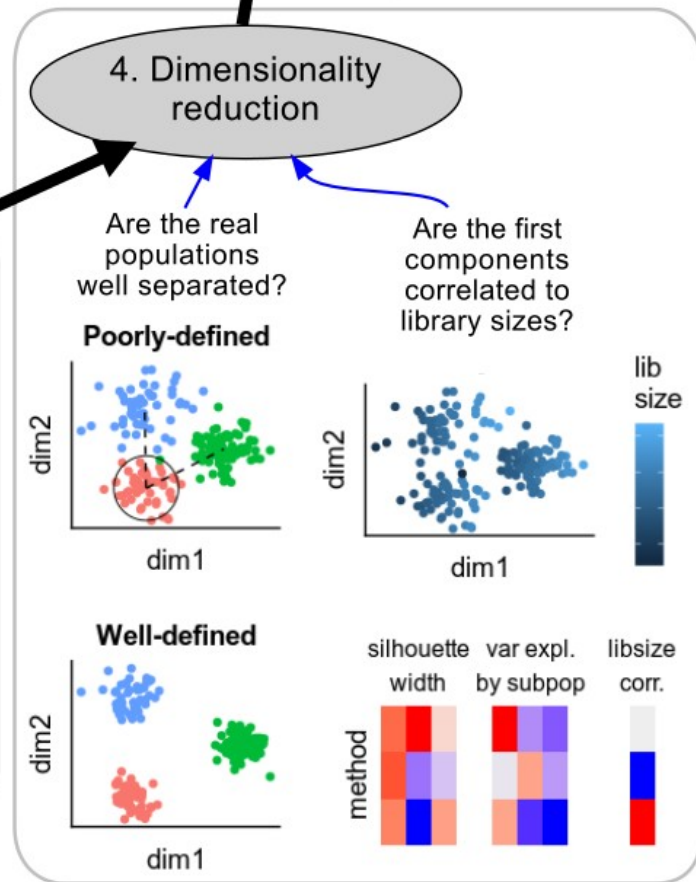 4. Dimensionality
reduction
Are the real
populations
well separated?
Are the first
components
correlated to
library sizes?
Poorly-defined
dim2
dim1
dim2
dim1
lib
size
Well-defined
dim2
dim1
silhouette
width
var expl.
by subpop
libsize
corr.
method